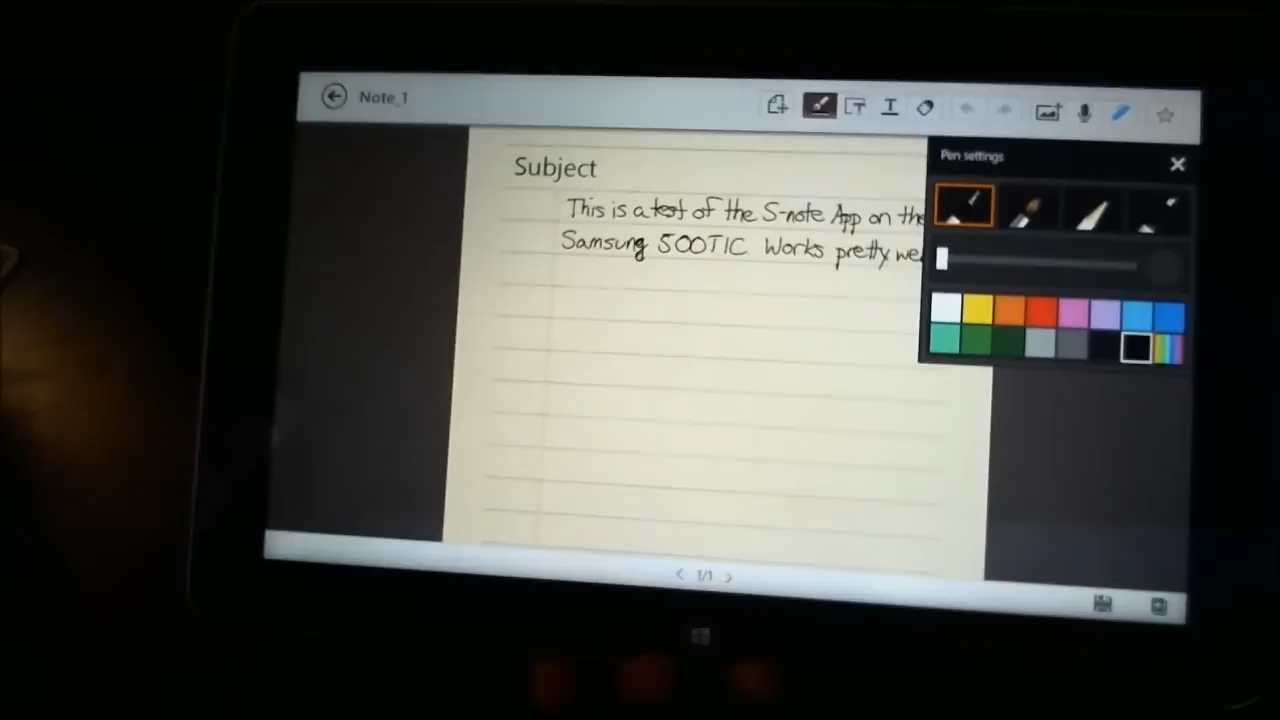 Note_1
Pen settings
Subject
This is a test of the S-note App on the
Samsung 500TIC Works pretty we
1/1